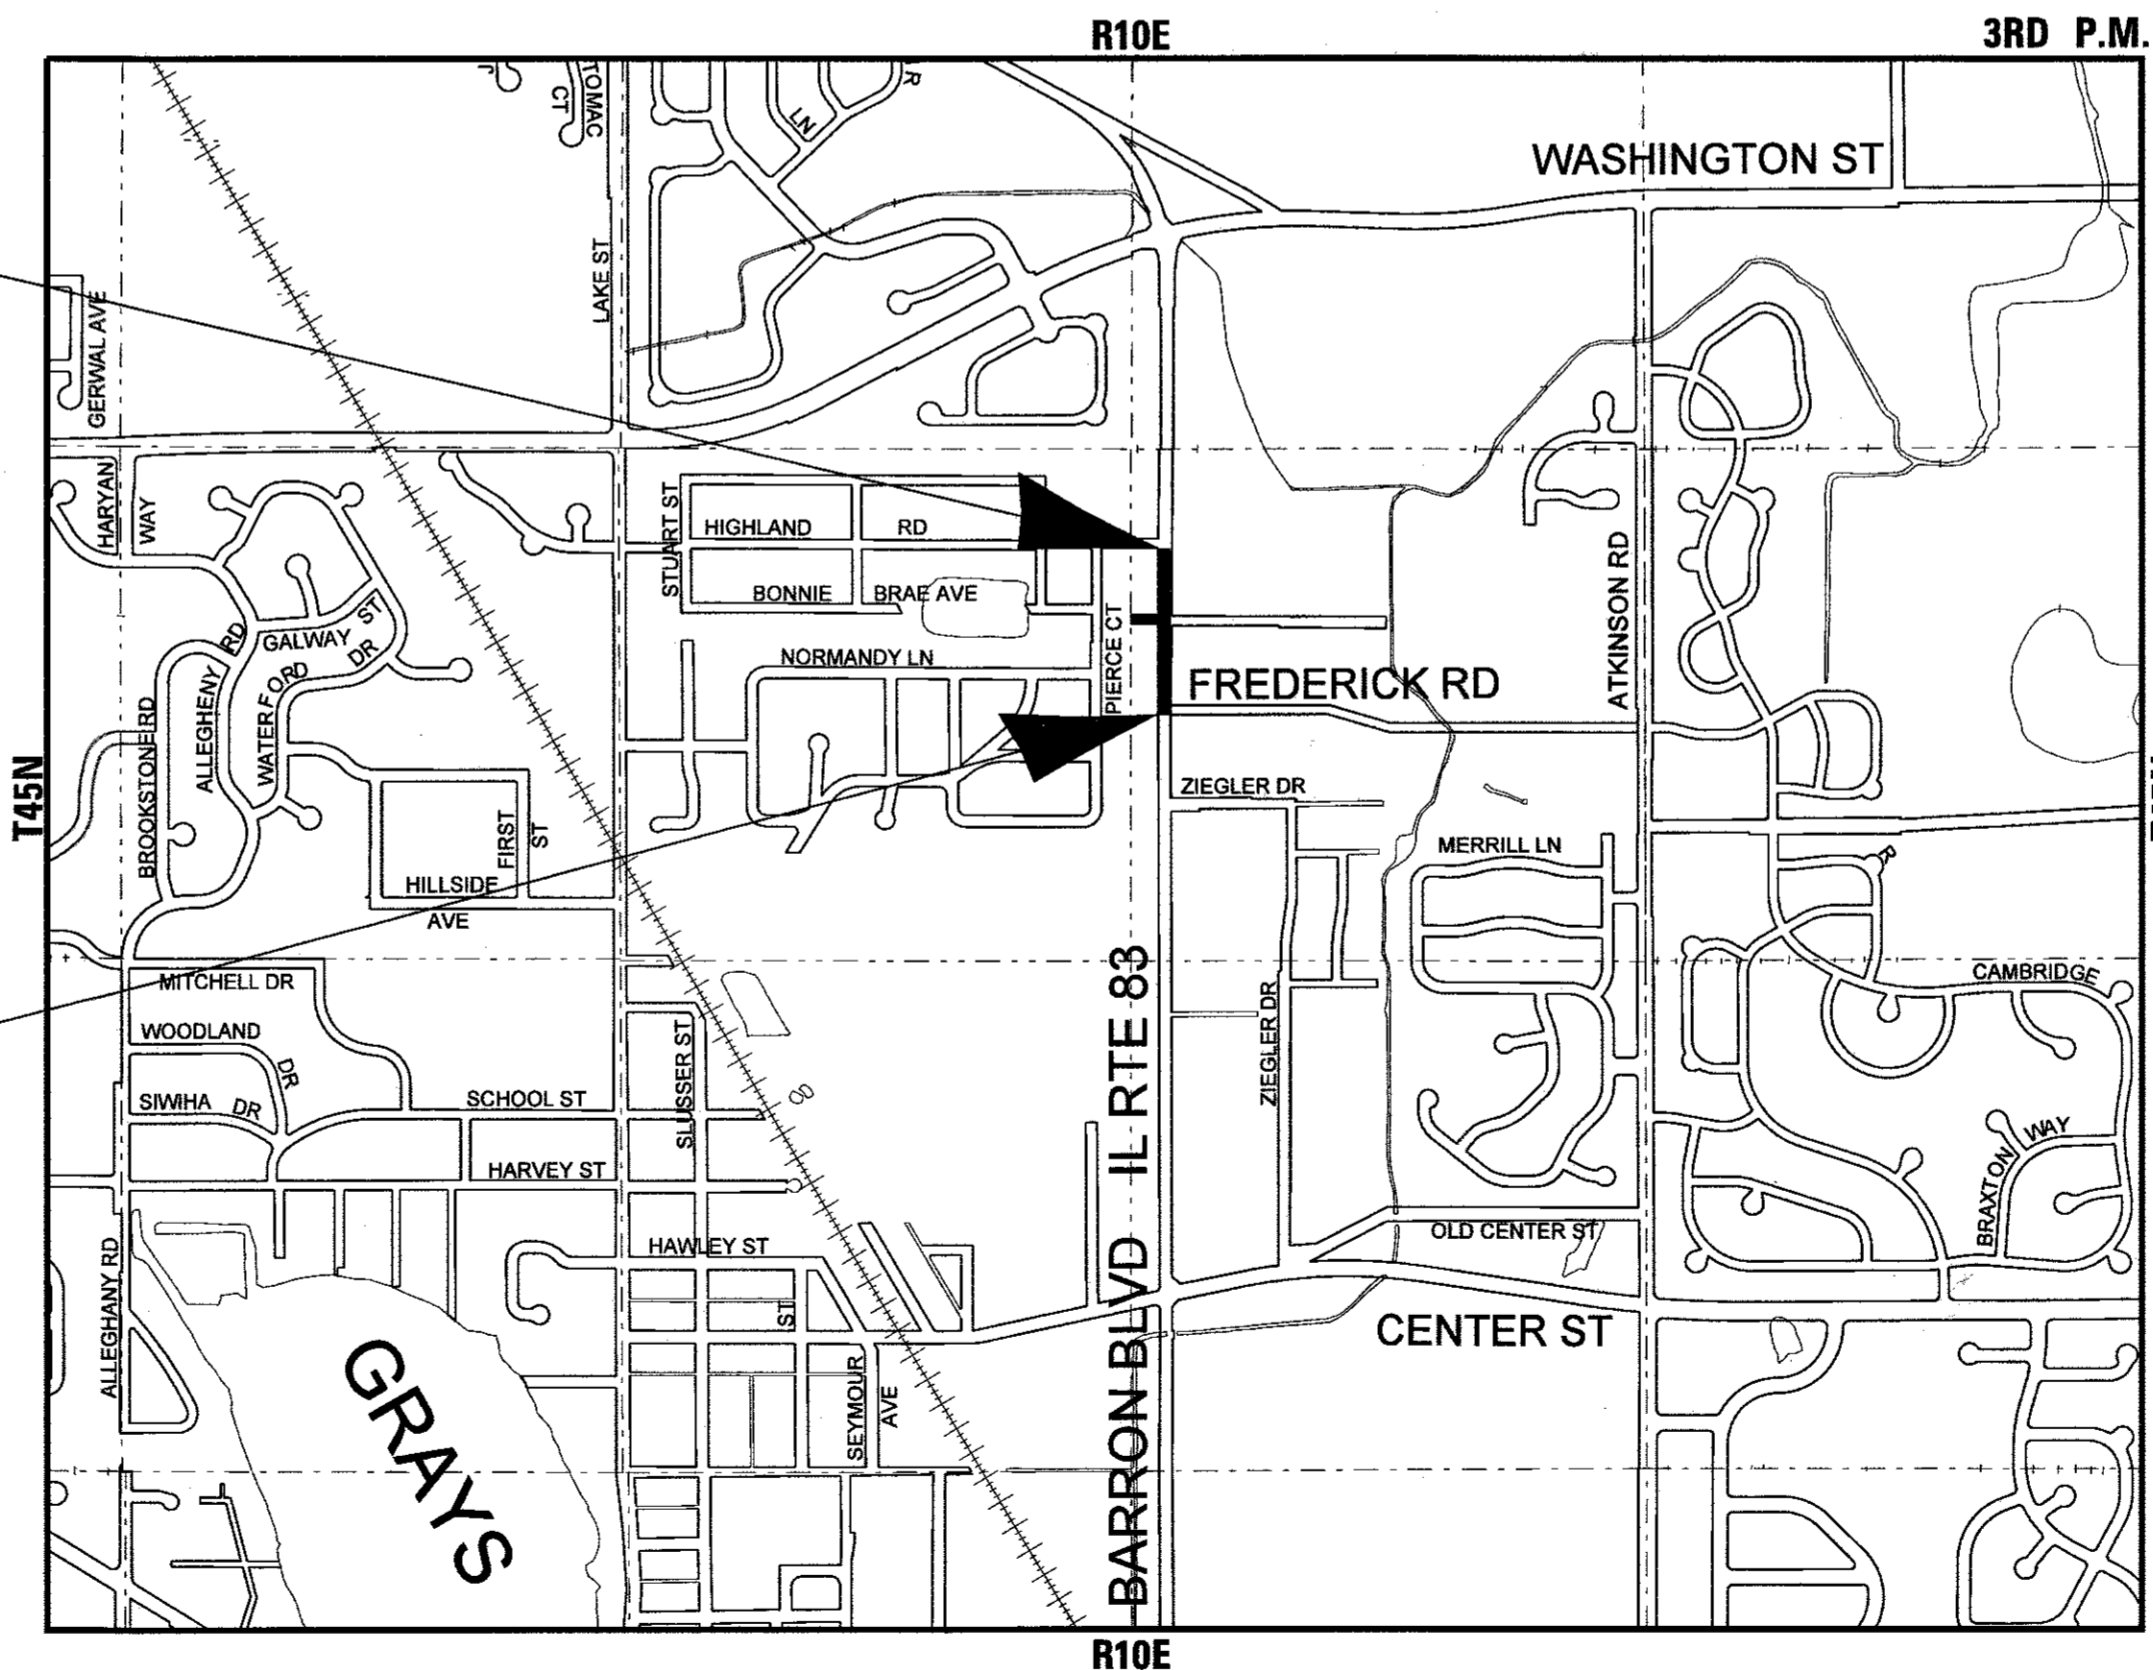 R10E
3RD P.M.
TOMAC
CT
LN
R
WASHINGTON ST
LAKE ST
GERWAL AVE
HARYAN
WAY
STUART ST
HIGHLAND RD
BONNIE BRAE AVE
PIERCE CT
ATKINSON RD
GALWAY ST
RD
WATERFORD DR
ALLEGHENY
BROOKSTONE RD
NORMANDY LN
FREDERICK RD
T45N
ZIEGLER DR
FIRST
ST
MERRILL LN
R
HILLSIDE
AVE
MITCHELL DR
CAMBRIDGE
WOODLAND
DR
ZIEGLER DR
SLUSSER ST
SIWIHA DR
SCHOOL ST
HARVEY ST
BRAXTON WAY
OLD CENTER ST
HAWLEY ST
ALLEGHANY RD
ST
CENTER ST
GRAYS
SEYMOUR
AVE
BARRON BLVD IL RTE 83
R10E